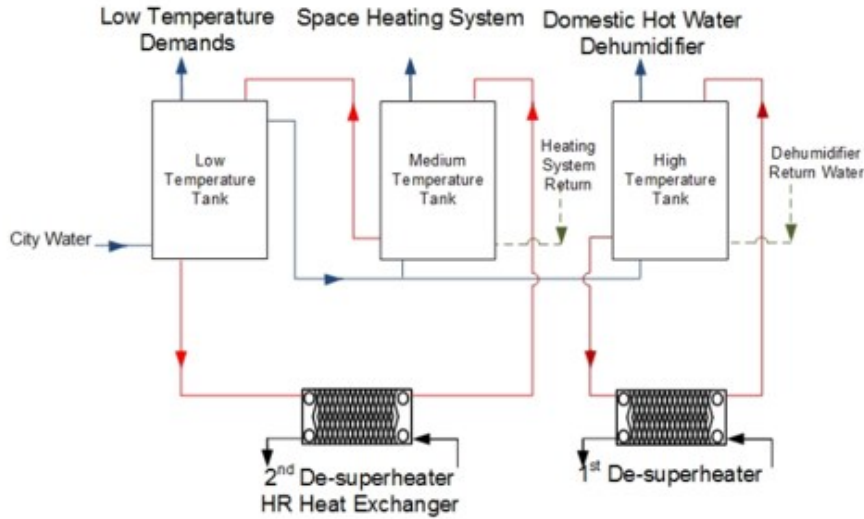 Low Temperature
Demands
Space Heating System
Domestic Hot Water
Dehumidifier
Low
Temperature
Tank
Medium
Temperature
Tank
Heating
System
Return
High
Temperature
Tank
Dehumidifier
Return Water
City Water
2nd De-superheater
HR Heat Exchanger
1st De-superheater